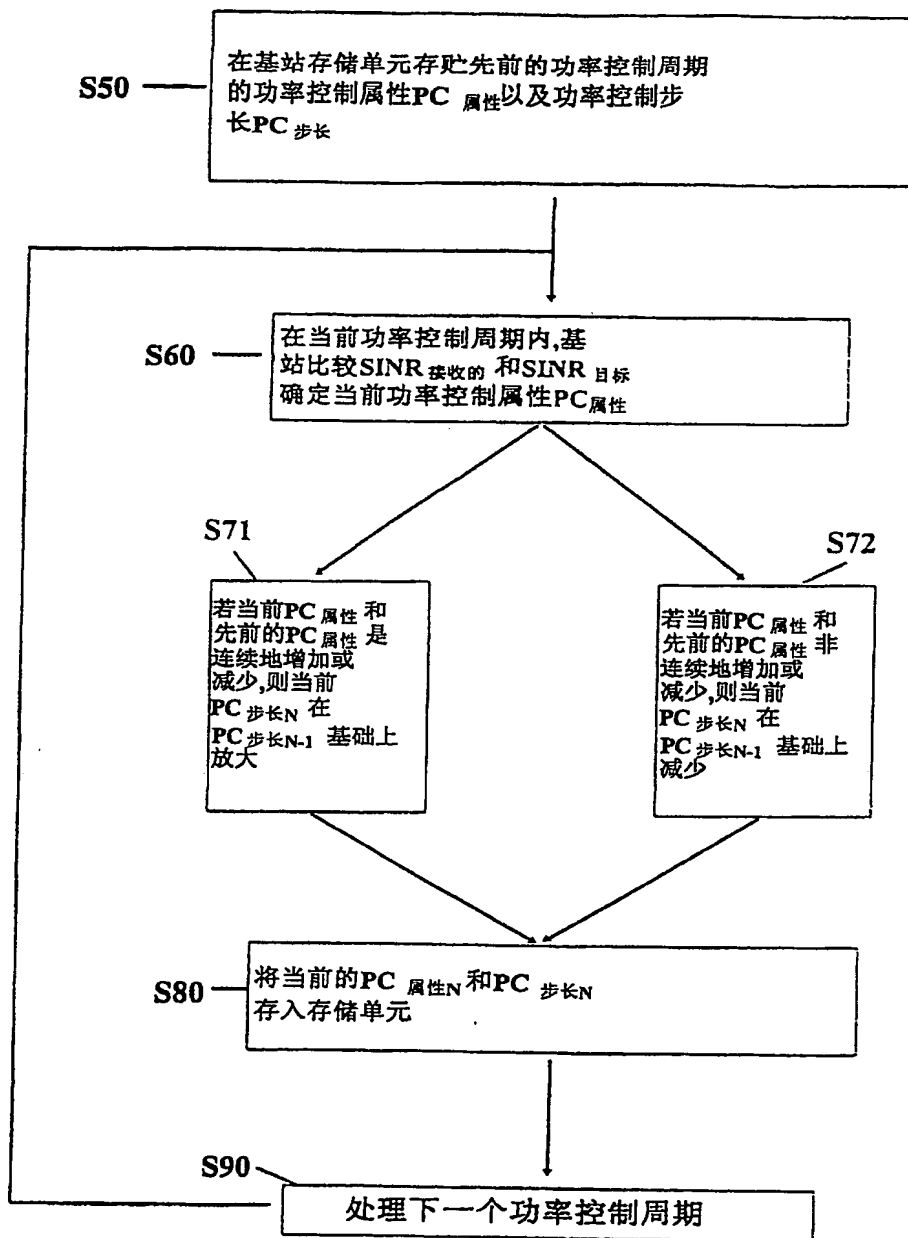 S50
在基站存储单元存贮先前的功率控制周期
的功率控制属性PC 属性以及功率控制步
长PC 步长
S60
在当前功率控制周期内,基
站比较SINR 接收的 和SINR 目标
确定当前功率控制属性PC属性
S71
若当前PC 属性 和
先前的PC 属性 是
连续地增加或
减少,则当前
PC 步长N 在
PC 步长N-1 基础上
放大
S72
若当前PC 属性 和
先前的PC 属性 非
连续地增加或
减少,则当前
PC 步长N 在
PC 步长N-1 基础上
减少
S80
将当前的PC 属性N 和PC 步长N
存入存储单元
S90
处理下一个功率控制周期